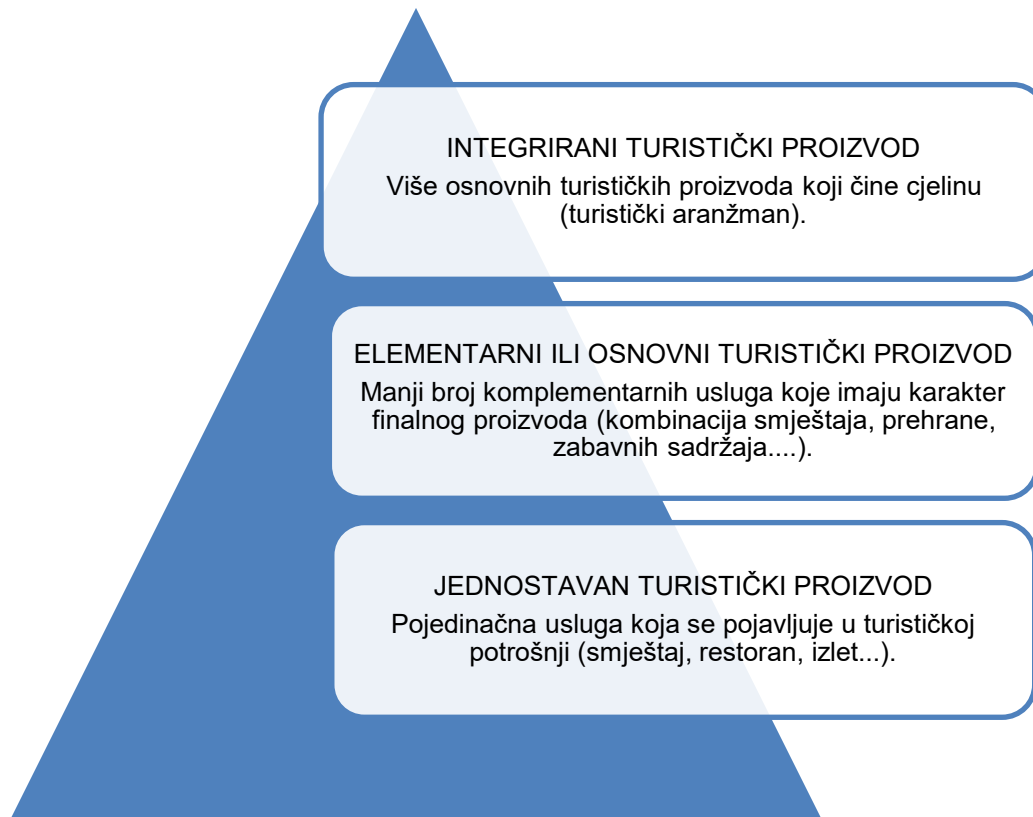 INTEGRIRANI TURISTIČKI PROIZVOD
Više osnovnih turističkih proizvoda koji čine cjelinu
(turistički aranžman).
ELEMENTARNI ILI OSNOVNI TURISTIČKI PROIZVOD
Manji broj komplementarnih usluga koje imaju karakter
finalnog proizvoda (kombinacija smještaja, prehrane,
zabavnih sadržaja....).
JEDNOSTAVAN TURISTIČKI PROIZVOD
Pojedinačna usluga koja se pojavljuje u turističkoj
potrošnji (smještaj, restoran, izlet...).